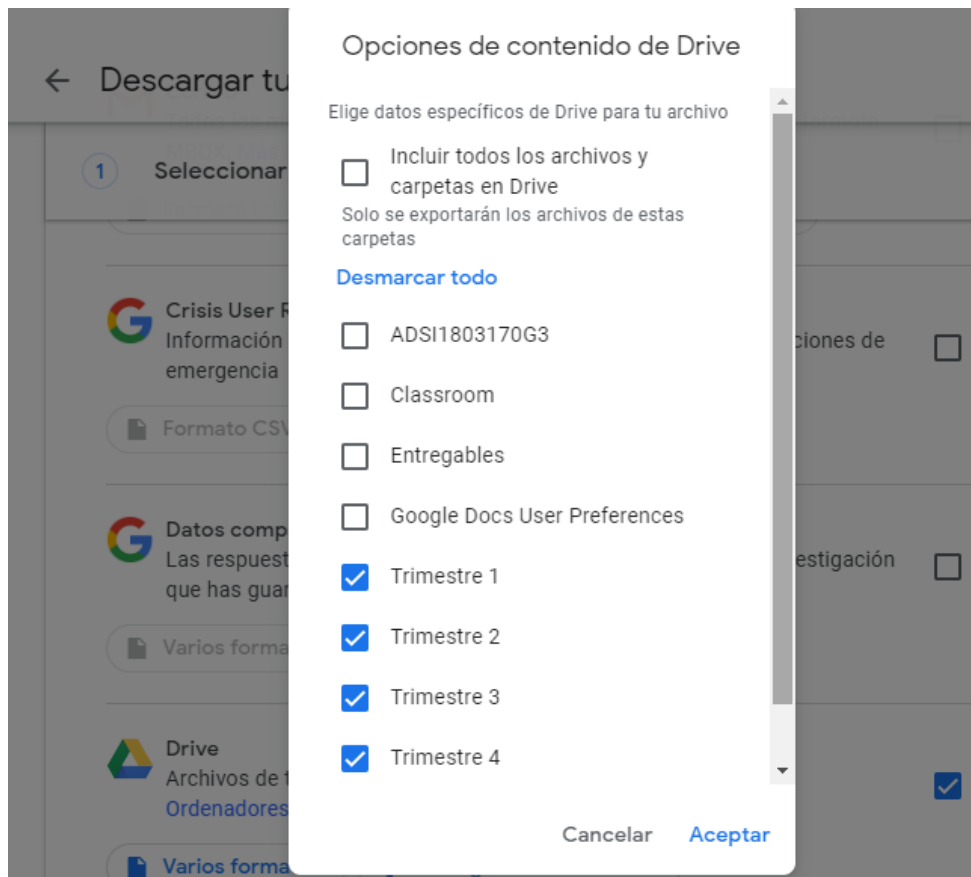 Opciones de contenido de Drive
Descargar tu
Elige datos específicos de Drive para tu archivo
1 Seleccionar
Incluir todos los archivos y
carpetas en Drive
Solo se exportarán los archivos de estas
carpetas
Desmarcar todo
Crisis User
Información
emergencia
ciones de
Formato CSV
ADSI1803170G3
Classroom
Entregables
Google Docs User Preferences
Datos comp
Las respuest
que has guar
estigación
Varios forma
Trimestre 1
Trimestre 2
Trimestre 3
Trimestre 4
Drive
Archivos de t
Ordenadores
Varios forma
Cancelar Aceptar